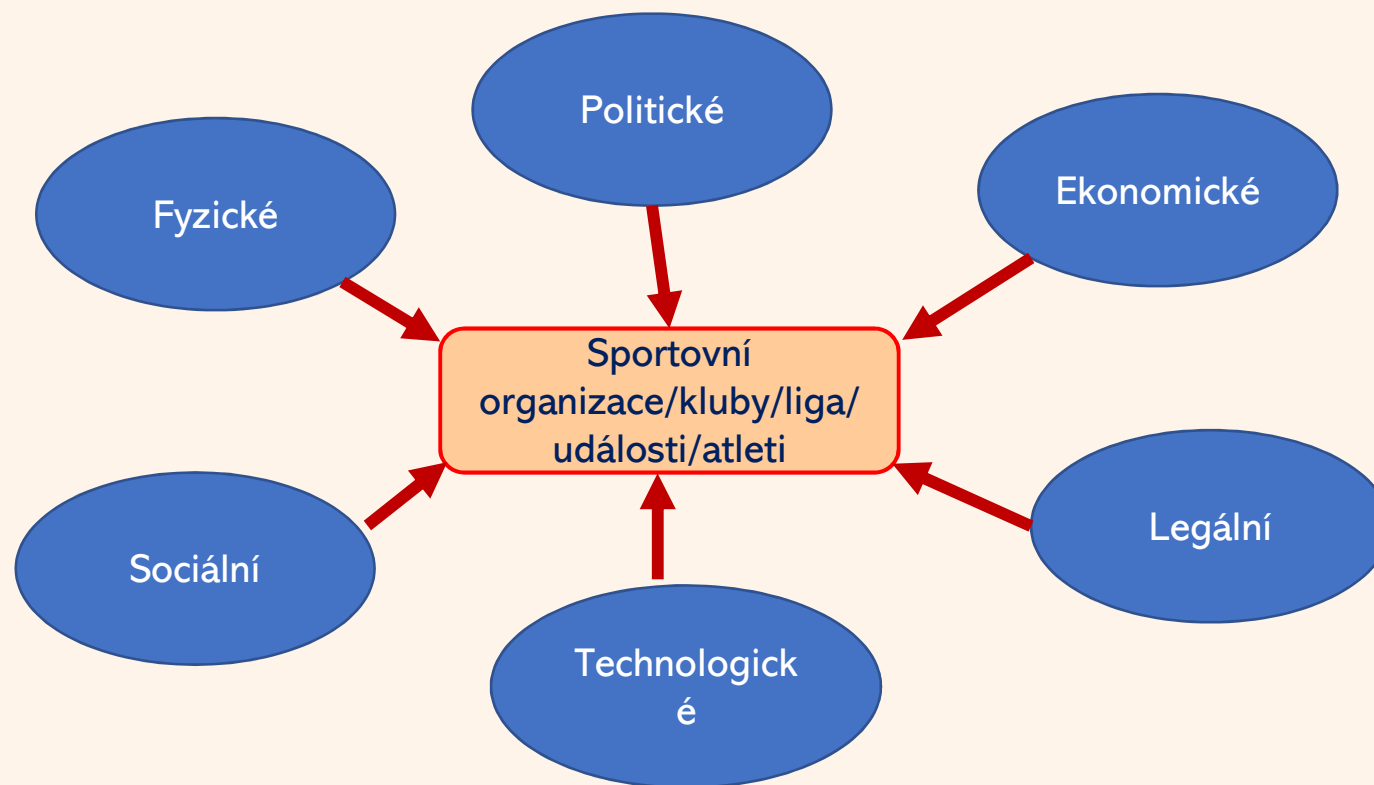 Politické
Ekonomické
Fyzické
Sportovní
organizace/kluby/liga/
události/atleti
Legální
Sociální
Technologick
é